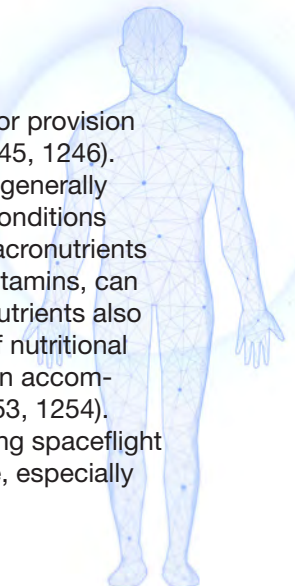 or provision
45, 1246).
generally
onditions
acronutrients
tamins, can
utrients also
f nutritional
n accom-
53, 1254).
ng spaceflight
e, especially